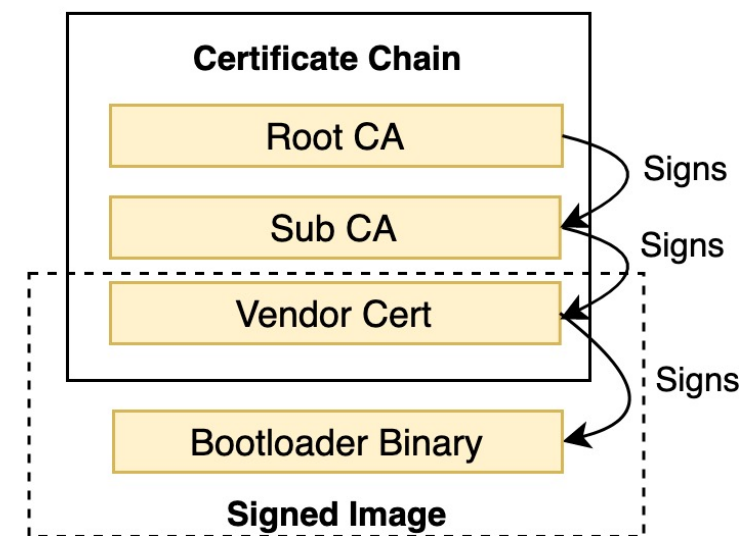 Certificate Chain
Root CA
Signs
Sub CA
Signs
Vendor Cert
Signs
Bootloader Binary
Signed Image